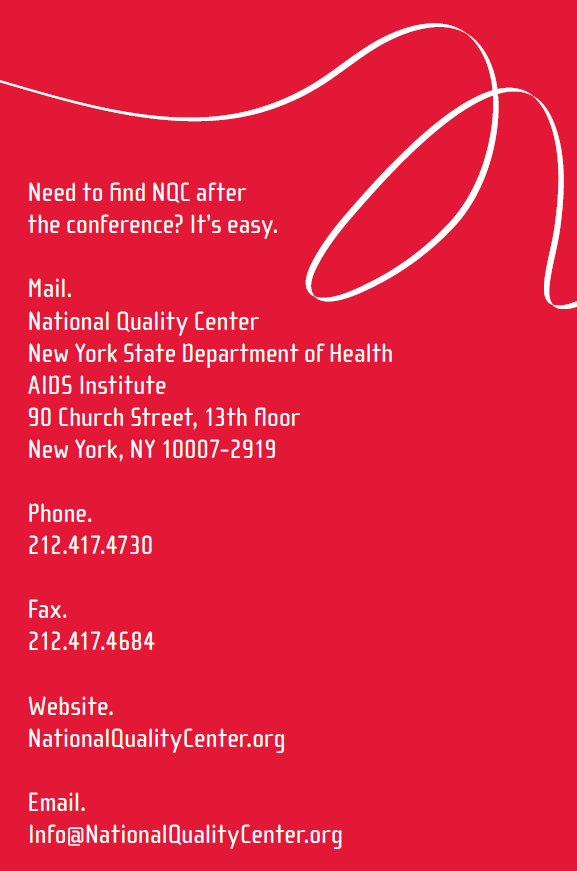 Need to find NQC after
the conference? It's easy.
Mail.
National Quality Center
New York State Department of Health
AIDS Institute
90 Church Street, 13th floor
New York, NY 10007-2919
Phone.
212.417.4730
Fax.
212.417.4684
Website.
NationalQualityCenter.org
Email.
Info@NationalQualityCenter.org